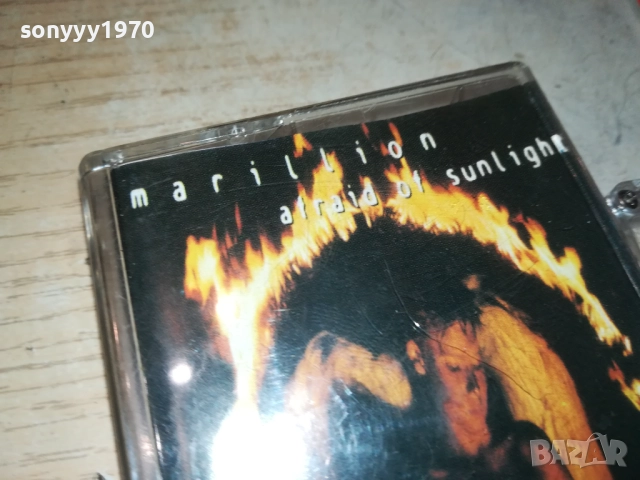 sonyyy1970
marillion
afraid of sunlight
BAZAR